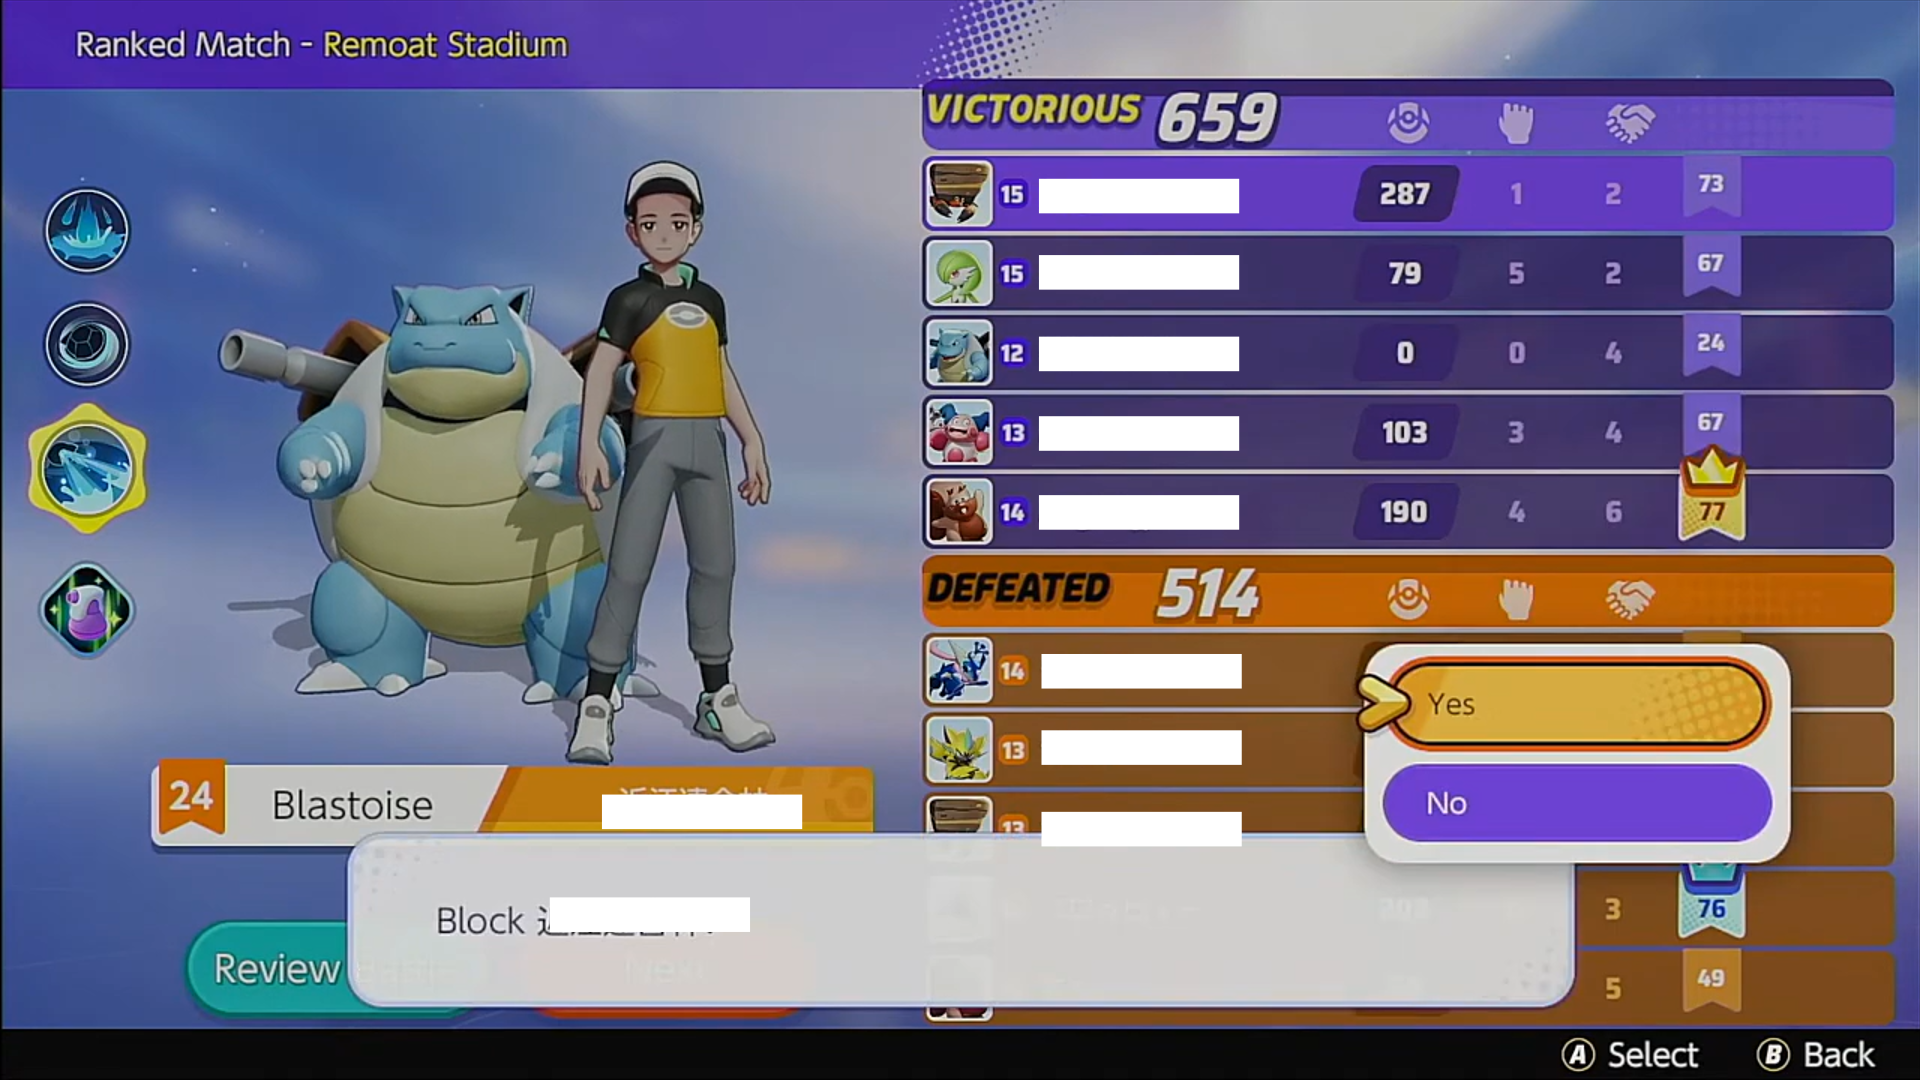 Ranked Match - Remoat Stadium
VICTORIOUS 659
15 287 1 2 73
15 79 5 2 67
12 0 0 4 24
13 103 3 4 67
14 190 4 6 77
DEFEATED 514
14
13
13
3 76
5 49
Yes
No
24 Blastoise
Block
Review
A Select B Back